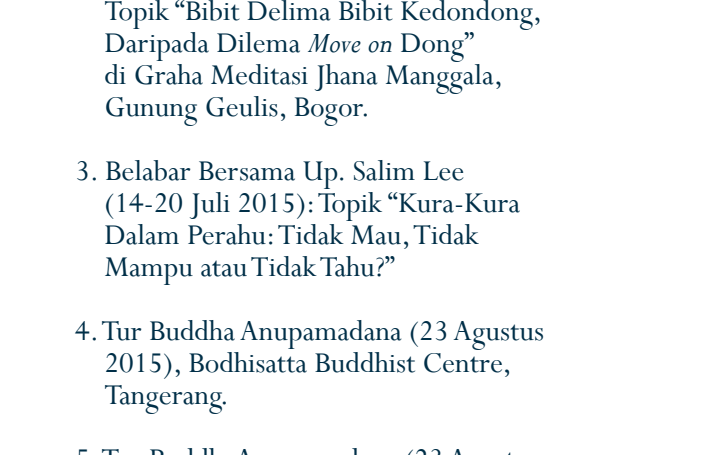 Topik “Bibit Delima Bibit Kedondong,
Daripada Dilema Move on Dong”
di Graha Meditasi Jhana Manggala,
Gunung Geulis, Bogor.
3. Belabar Bersama Up. Salim Lee
(14-20 Juli 2015): Topik “Kura-Kura
Dalam Perahu: Tidak Mau, Tidak
Mampu atau Tidak Tahu?”
4. Tur Buddha Anupamadana (23 Agustus
2015), Bodhisatta Buddhist Centre,
Tangerang.